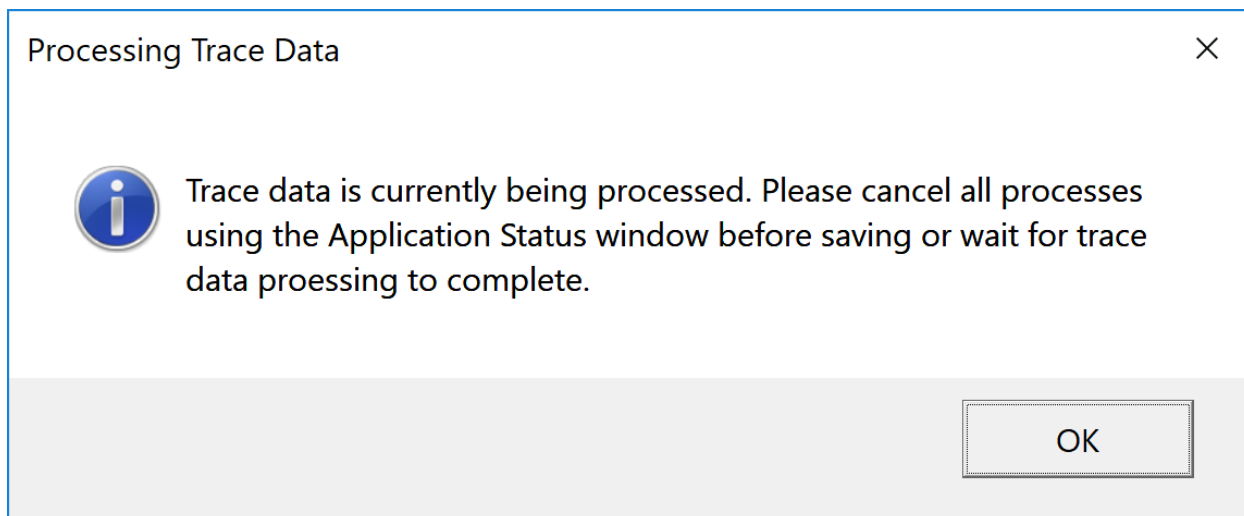 Processing Trace Data
Trace data is currently being processed. Please cancel all processes
using the Application Status window before saving or wait for trace
data proessing to complete.
OK